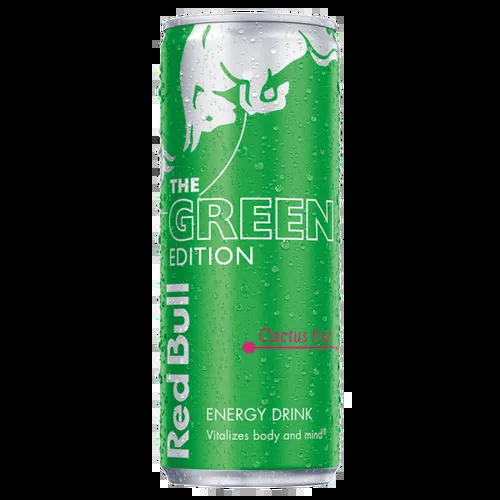 THE
GREEN
EDITION
Red Bull
Cactus fruit
ENERGY DRINK
Vitalizes body and mind®